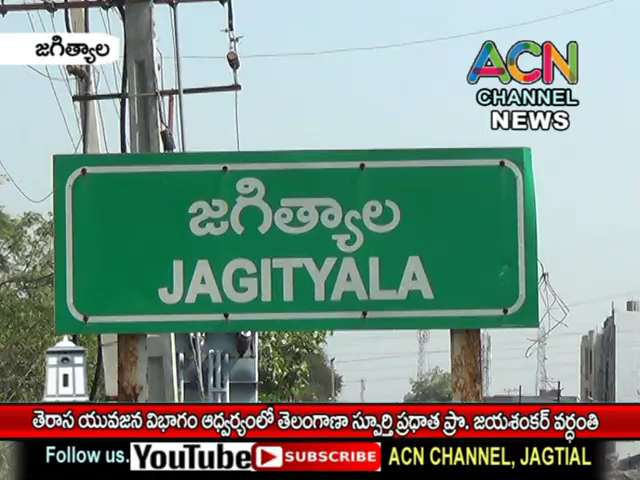 జగిత్యాల
ACN
CHANNEL
NEWS
జగిత్యాల
JAGITYALA
తెరాస యువజన విభాగం ఆధ్వర్యంలో తెలంగాణా స్ఫూర్తి ప్రధాత ప్రొ. జయశంకర్ వర్ధంతి
Follow us. YouTube SUBSCRIBE ACN CHANNEL, JAGTIAL